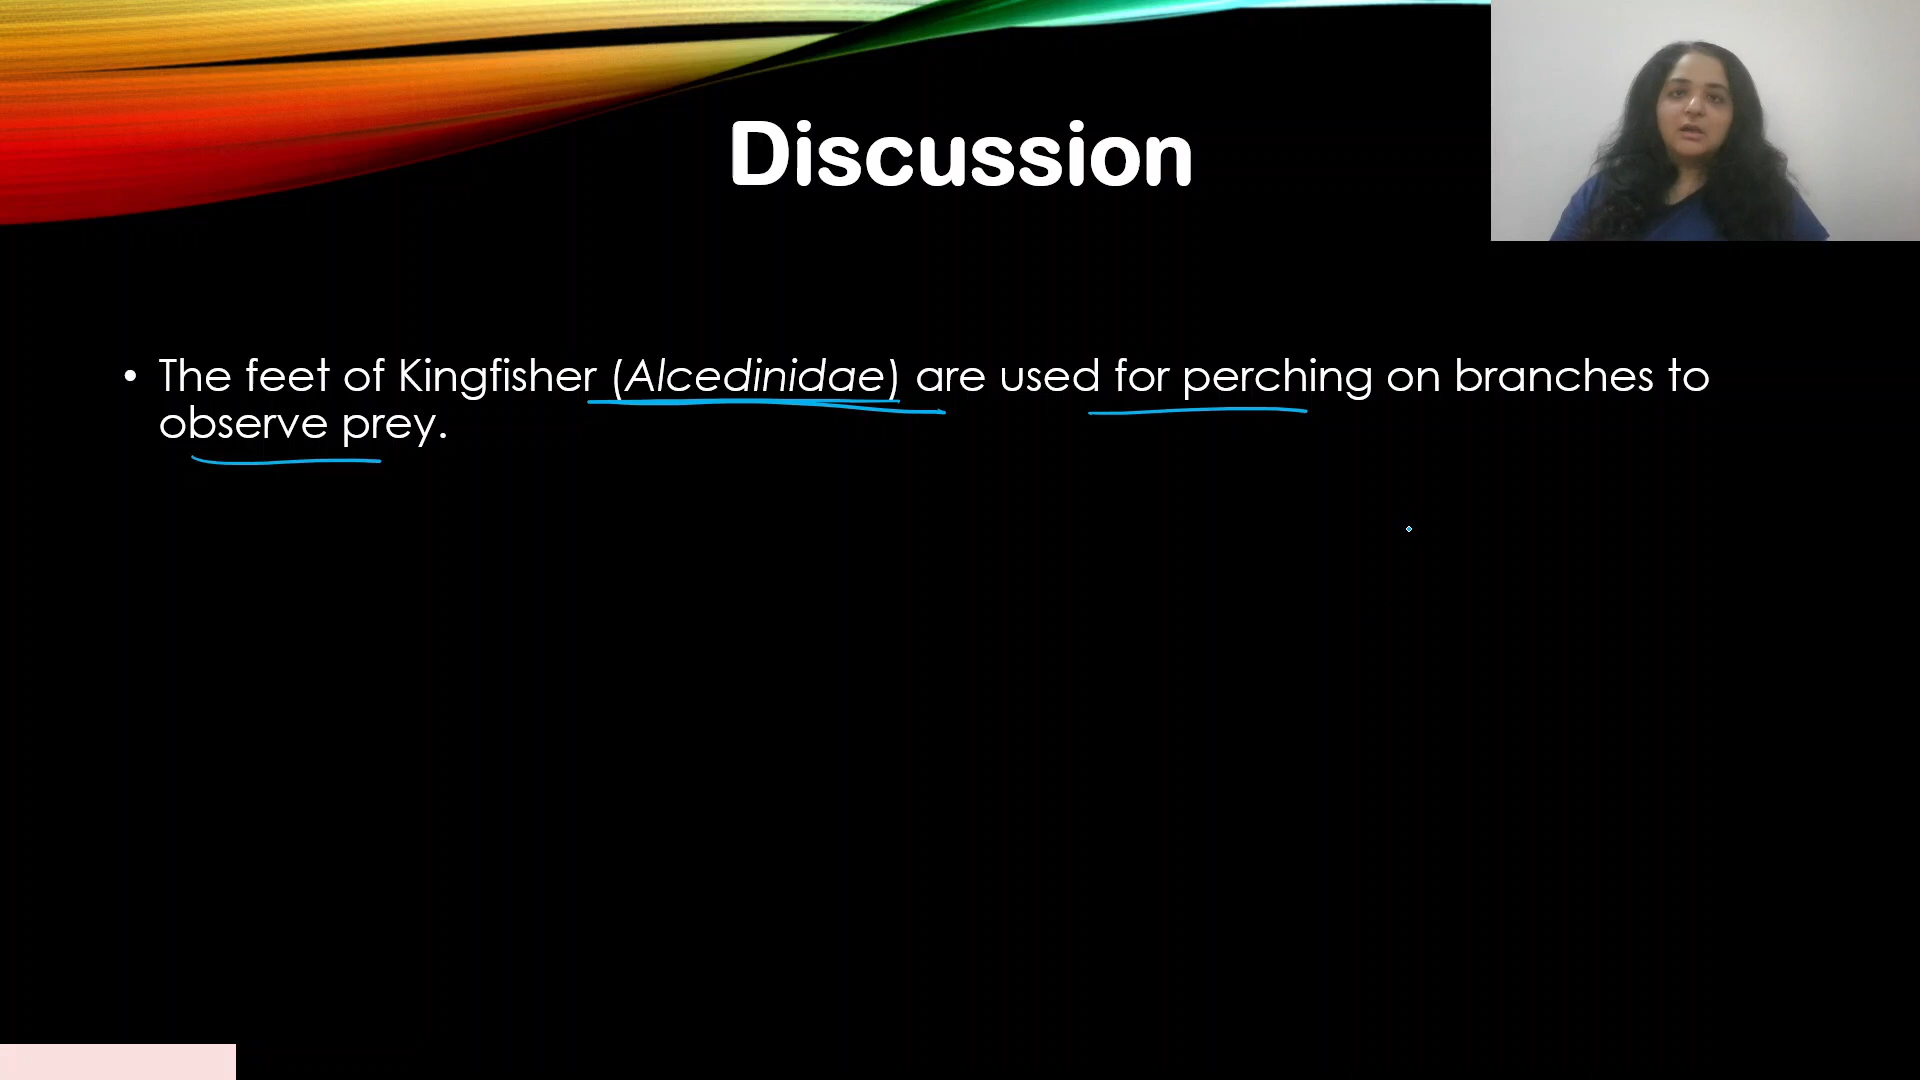 Discussion
• The feet of Kingfisher (Alcedinidae) are used for perching on branches to
observe prey.